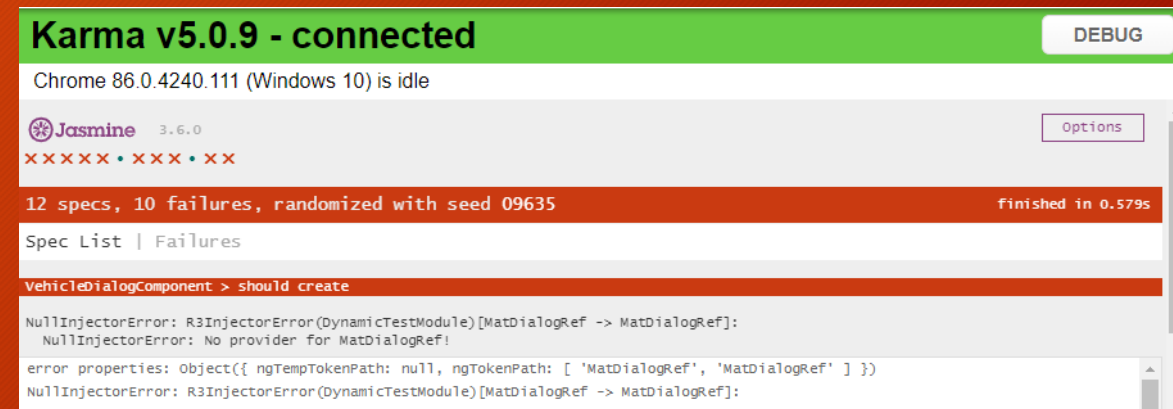 Karma v5.0.9 - connected
DEBUG
Chrome 86.0.4240.111 (Windows 10) is idle
Jasmine 3.6.0
Options
×××××•×××•××
12 specs, 10 failures, randomized with seed 09635
finished in 0.579s
Spec List | Failures
VehicleDialogComponent > should create
NullInjectorError: R3InjectorError(DynamicTestModule)[MatDialogRef -> MatDialogRef]:
NullInjectorError: No provider for MatDialogRef!
error properties: Object({ ngTempTokenPath: null, ngTokenPath: [ 'MatDialogRef', 'MatDialogRef' ] })
NullInjectorError: R3InjectorError(DynamicTestModule)[MatDialogRef -> MatDialogRef]: